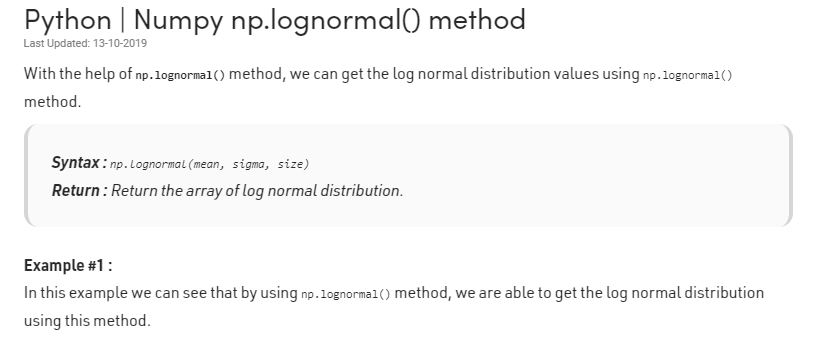 Python | Numpy np.lognormal() method
Last Updated: 13-10-2019
With the help of np.lognormal() method, we can get the log normal distribution values using np.lognormal()
method.
Syntax : np.lognormal(mean, sigma, size)
Return : Return the array of log normal distribution.
Example #1 :
In this example we can see that by using np.lognormal() method, we are able to get the log normal distribution
using this method.